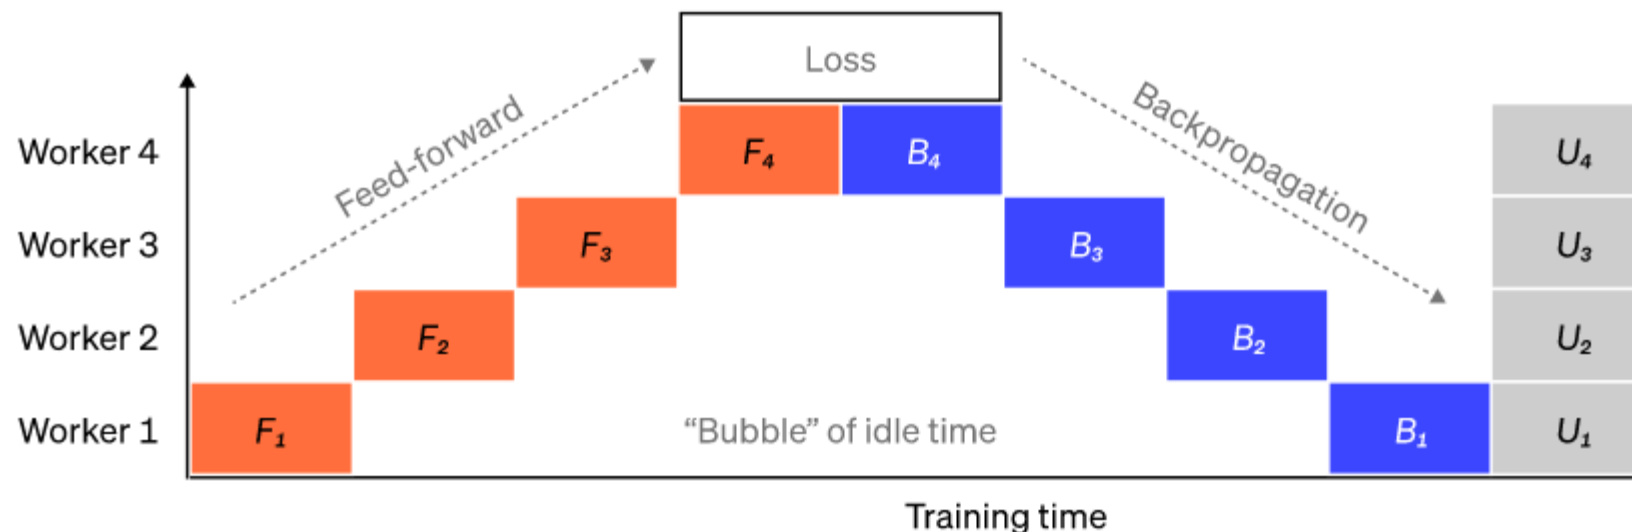 Loss
Feed-forward
Backpropagation
Worker 4 F₄ B₄ U₄
Worker 3 F₃ B₃ U₃
Worker 2 F₂ B₂ U₂
Worker 1 F₁ “Bubble” of idle time B₁ U₁
Training time